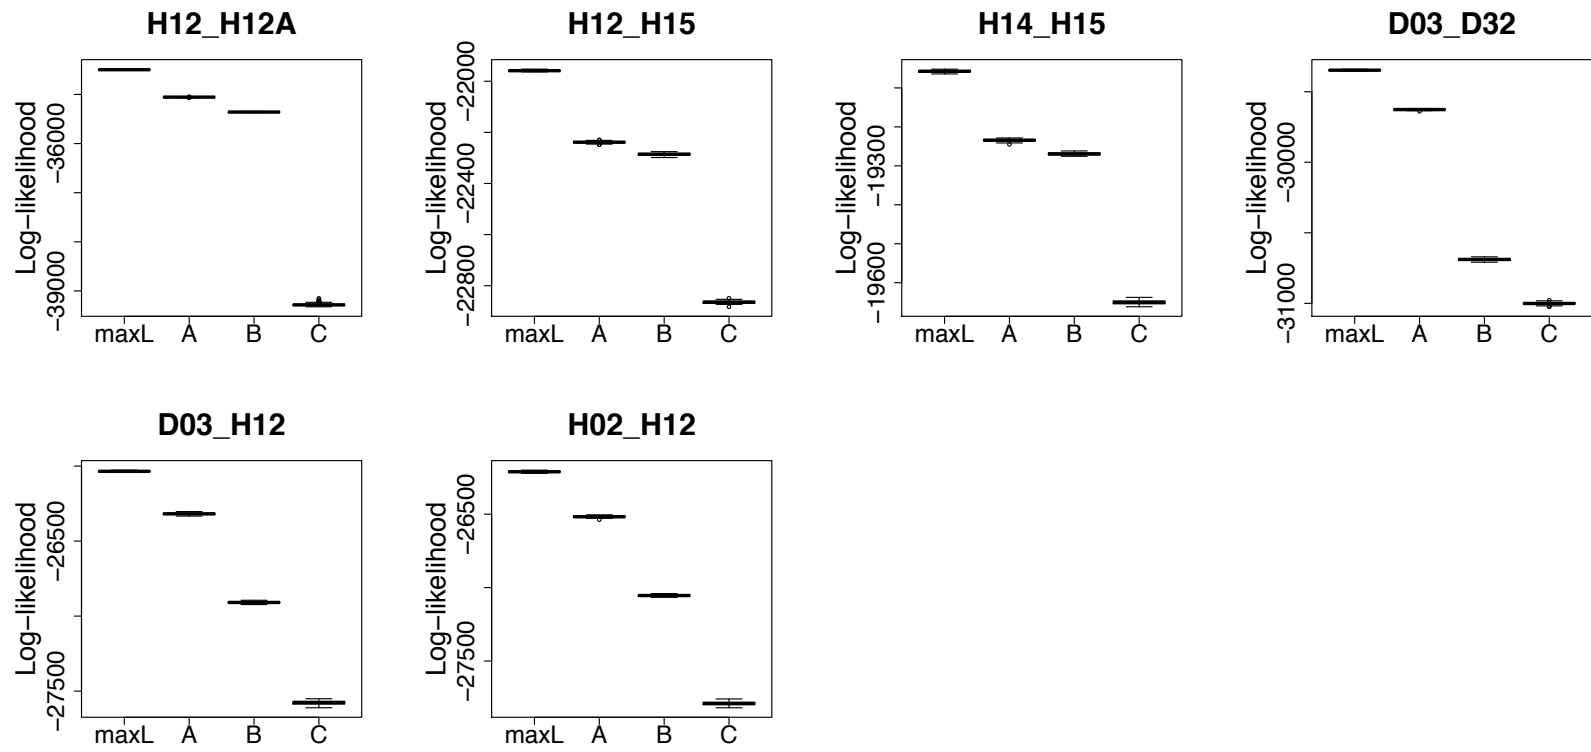 H12_H12A
Log−likelihood
−36000
−39000
maxL A B C
H12_H15
Log−likelihood
−22000
−22400
−22800
maxL A B C
H14_H15
Log−likelihood
−19300
−19600
maxL A B C
D03_D32
Log−likelihood
−30000
−31000
maxL A B C
D03_H12
Log−likelihood
−26500
−27500
maxL A B C
H02_H12
Log−likelihood
−26500
−27500
maxL A B C